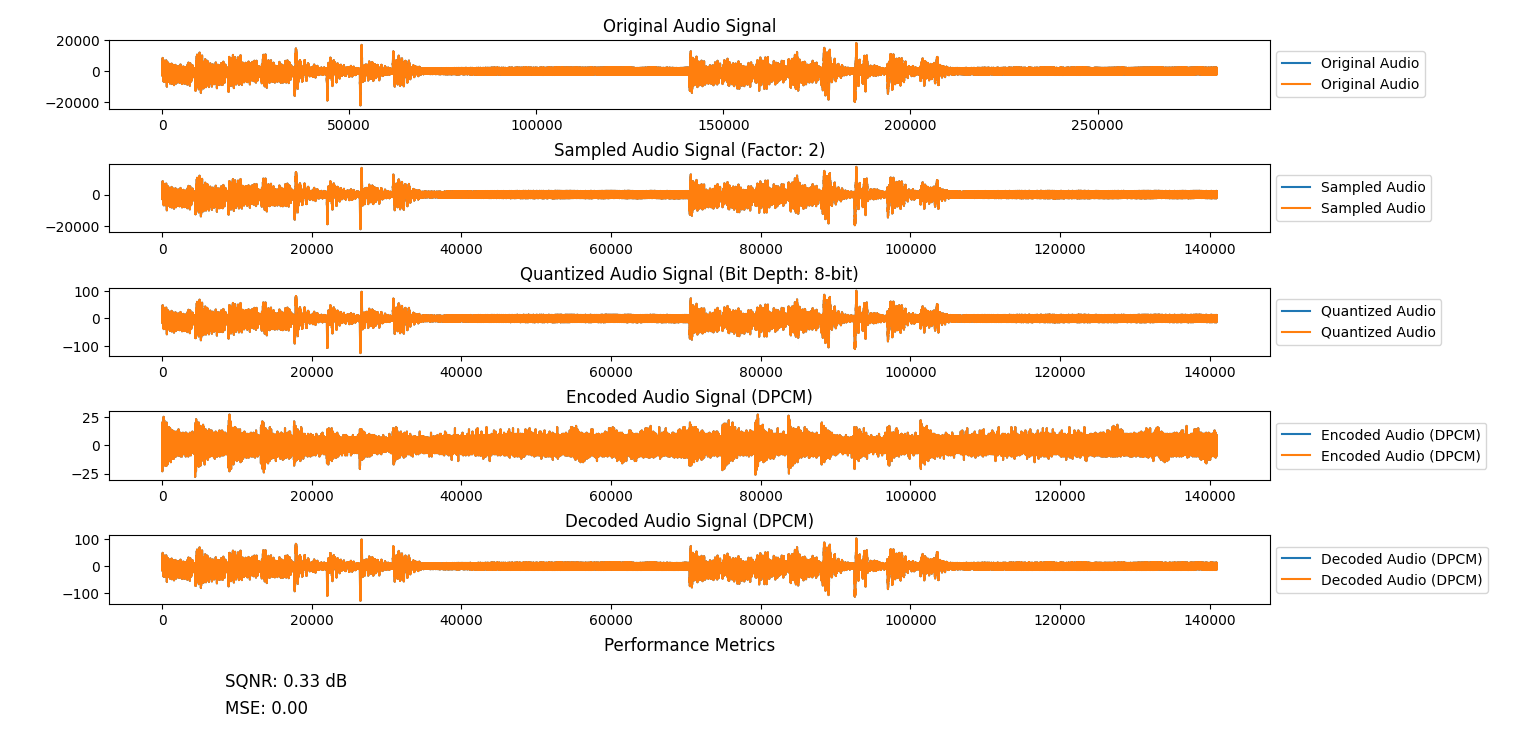 Original Audio Signal
20000
0
−20000
0 50000 100000 150000 200000 250000
Original Audio
Original Audio
Sampled Audio Signal (Factor: 2)
0
−20000
0 20000 40000 60000 80000 100000 120000 140000
Sampled Audio
Sampled Audio
Quantized Audio Signal (Bit Depth: 8-bit)
100
0
−100
0 20000 40000 60000 80000 100000 120000 140000
Quantized Audio
Quantized Audio
Encoded Audio Signal (DPCM)
25
0
−25
0 20000 40000 60000 80000 100000 120000 140000
Encoded Audio (DPCM)
Encoded Audio (DPCM)
Decoded Audio Signal (DPCM)
100
0
−100
0 20000 40000 60000 80000 100000 120000 140000
Decoded Audio (DPCM)
Decoded Audio (DPCM)
Performance Metrics
SQNR: 0.33 dB
MSE: 0.00